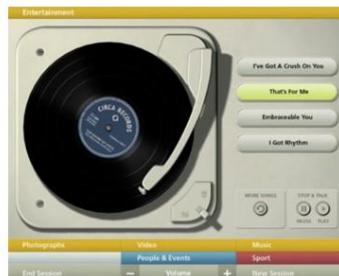 Entertainment
I've Got A Crush On You
That's For Me
Embraceable You
I Got Rhythm
CIRCA RECORDS
MORE SONGS
STOP & TALK
PAUSE PLAY
Photographs
Video
Music
People & Events
Sport
End Session
– Volume +
New Session